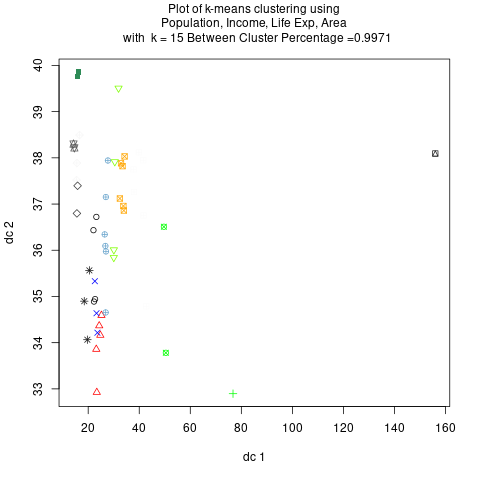 Plot of k-means clustering using
Population, Income, Life Exp, Area
with k = 15 Between Cluster Percentage =0.9971
40
39
38
37
36
35
34
33
dc 2
20 40 60 80 100 120 140 160
dc 1